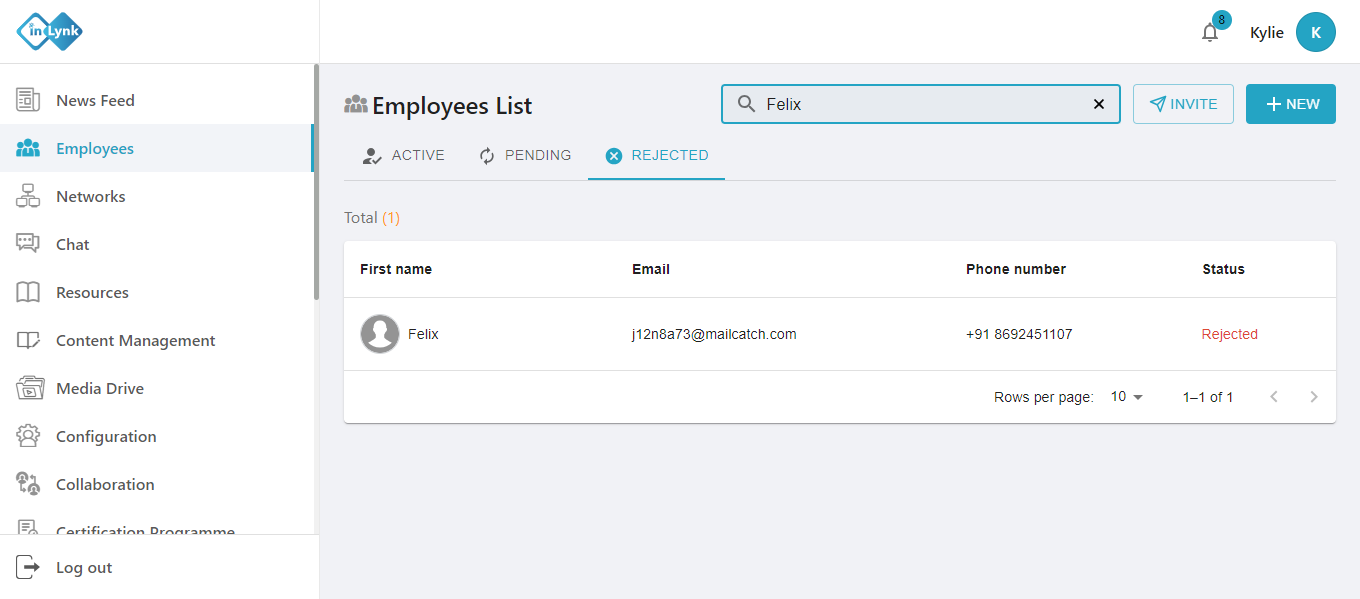 in Lynk
8
Kylie
K
News Feed
Employees
Networks
Chat
Resources
Content Management
Media Drive
Configuration
Collaboration
Certification Programme
Log out
Employees List
Felix
INVITE
NEW
ACTIVE
PENDING
REJECTED
Total (1)
First name Email Phone number Status
Felix j12n8a73@mailcatch.com +91 8692451107 Rejected
Rows per page: 10 1–1 of 1